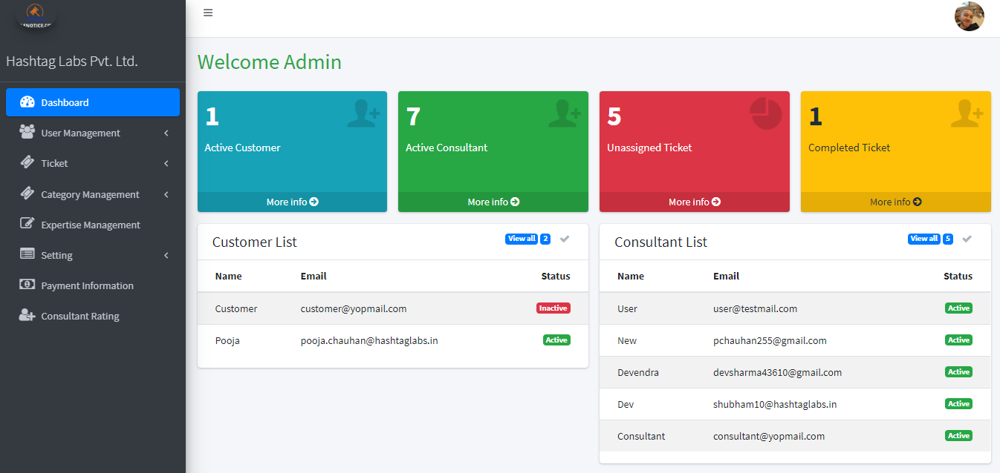 Hashtag Labs Pvt. Ltd.
Dashboard
User Management
Ticket
Category Management
Expertise Management
Setting
Payment Information
Consultant Rating
Welcome Admin
1
Active Customer
More info
7
Active Consultant
More info
5
Unassigned Ticket
More info
1
Completed Ticket
More info
Customer List View all 2
Name Email Status
Customer customer@yopmail.com Inactive
Pooja pooja.chauhan@hashtaglabs.in Active
Consultant List View all 5
Name Email Status
User user@testmail.com Active
New pchauhan255@gmail.com Active
Devendra devsharma43610@gmail.com Active
Dev shubham10@hashtaglabs.in Active
Consultant consultant@yopmail.com Active